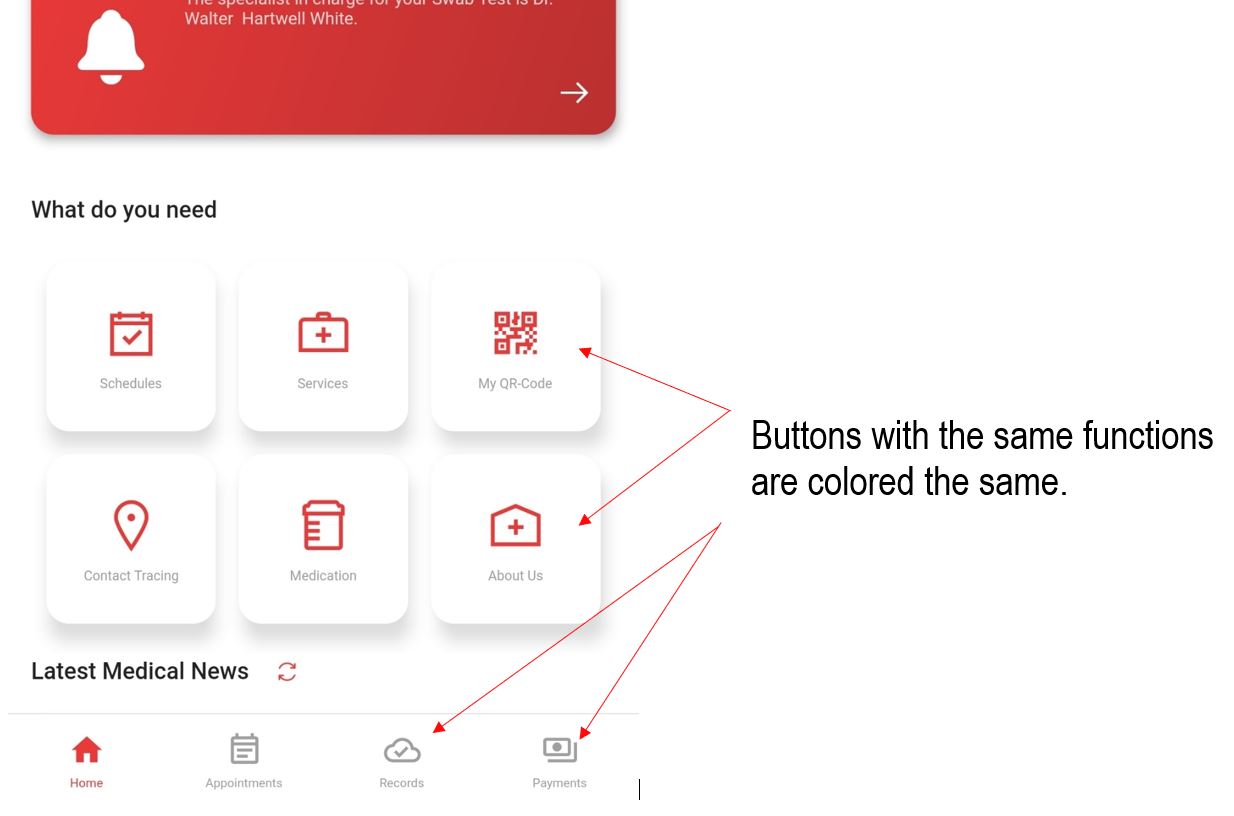 The specialist in charge for your Swab Test is Dr.
Walter Hartwell White.
What do you need
Schedules
Services
My QR-Code
Buttons with the same functions
are colored the same.
Contact Tracing
Medication
About Us
Latest Medical News
Home
Appointments
Records
Payments